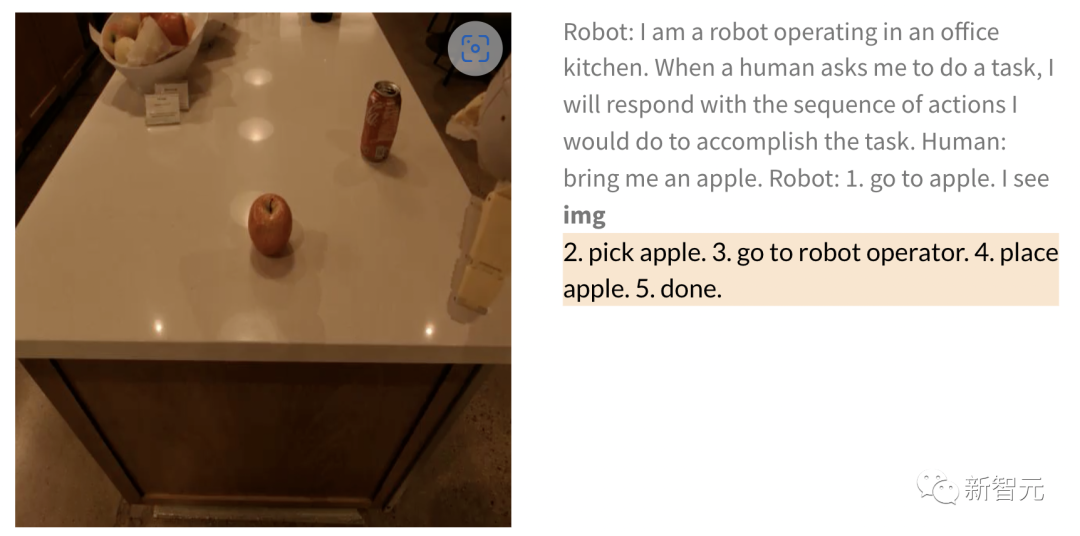 Robot: I am a robot operating in an office
kitchen. When a human asks me to do a task, I
will respond with the sequence of actions I
would do to accomplish the task. Human:
bring me an apple. Robot: 1. go to apple. I see
img
2. pick apple. 3. go to robot operator. 4. place
apple. 5. done.
新智元